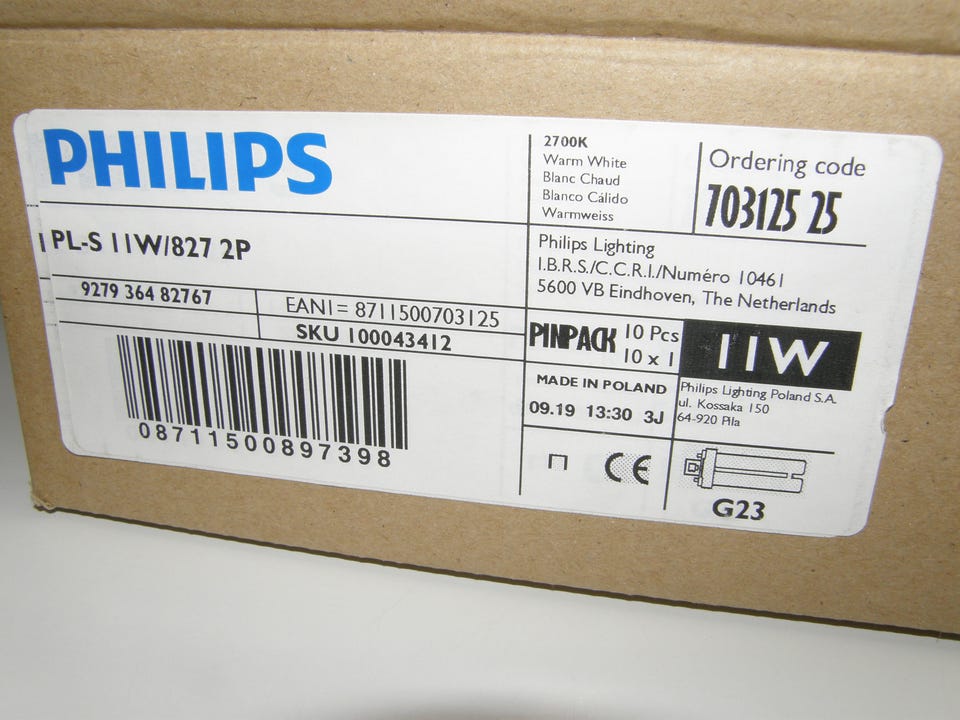 PHILIPS
PL-S 11W/827 2P
9279 364 82767
EAN1= 8711500703125
SKU 100043412
08711500897398
2700K
Warm White
Blanc Chaud
Blanco Cálido
Warmweiss
Ordering code
703125 25
Philips Lighting
I.B.R.S./C.C.R.I./Numéro 10461
5600 VB Eindhoven, The Netherlands
PINPACK 10 Pcs
10 x 1
11W
MADE IN POLAND
09.19 13:30 3J
Philips Lighting Poland S.A.
ul. Kossaka 150
64-920 Piła
CE
G23